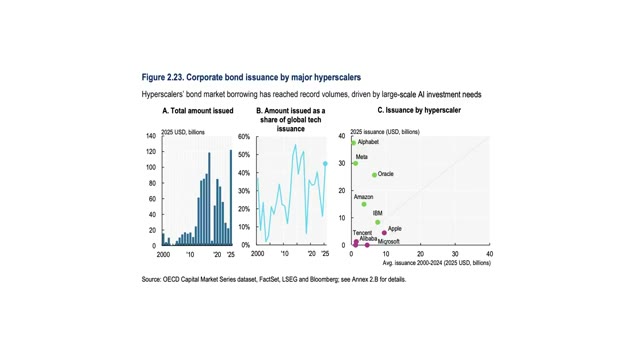 Figure 2.23. Corporate bond issuance by major hyperscalers
Hyperscalers' bond market borrowing has reached record volumes, driven by large-scale AI investment needs
A. Total amount issued
2025 USD, billions
140
120
100
80
60
40
20
0
2000
'10
'20
'25
B. Amount issued as a
share of global tech
issuance
60%
50%
40%
30%
20%
10%
0%
2000
'10
'20
'25
C. Issuance by hyperscaler
2025 issuance (USD, billions)
40
30
20
10
0
Alphabet
Meta
Oracle
Amazon
IBM
Apple
Tencent
Alibaba
Microsoft
0
10
20
30
40
Avg. issuance 2000-2024 (2025 USD, billions)
Source: OECD Capital Market Series dataset, FactSet, LSEG and Bloomberg; see Annex 2.B for details.